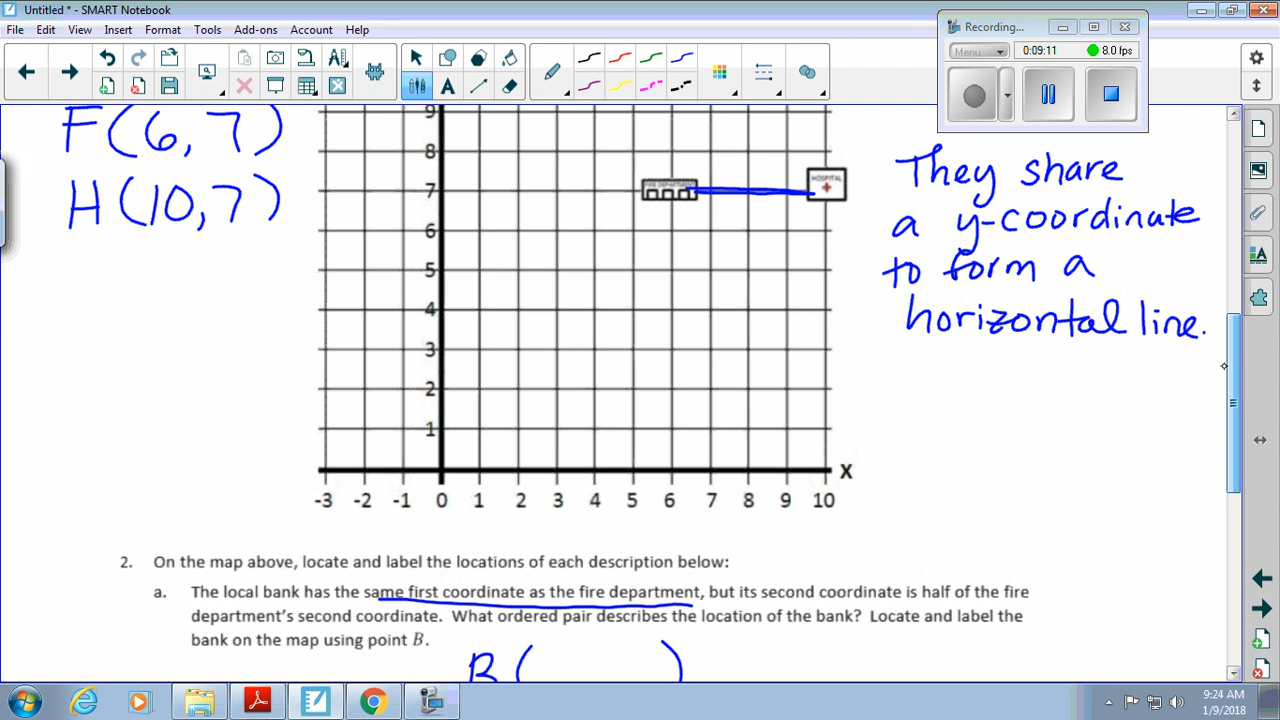 Untitled * - SMART Notebook
File Edit View Insert Format Tools Add-ons Account Help
Recording...
Menu 0:09:11 8.0 fps
F(6, 7)
H(10,7)
9
8
7
6
5
4
3
2
1
FIRE DEPARTMENT
HOSPITAL
X
-3 -2 -1 0 1 2 3 4 5 6 7 8 9 10
They share
a y-coordinate
to form a
horizontal line.
2. On the map above, locate and label the locations of each description below:
a. The local bank has the same first coordinate as the fire department, but its second coordinate is half of the fire
department's second coordinate. What ordered pair describes the location of the bank? Locate and label the
bank on the map using point B.
B ( )
9:24 AM
1/9/2018